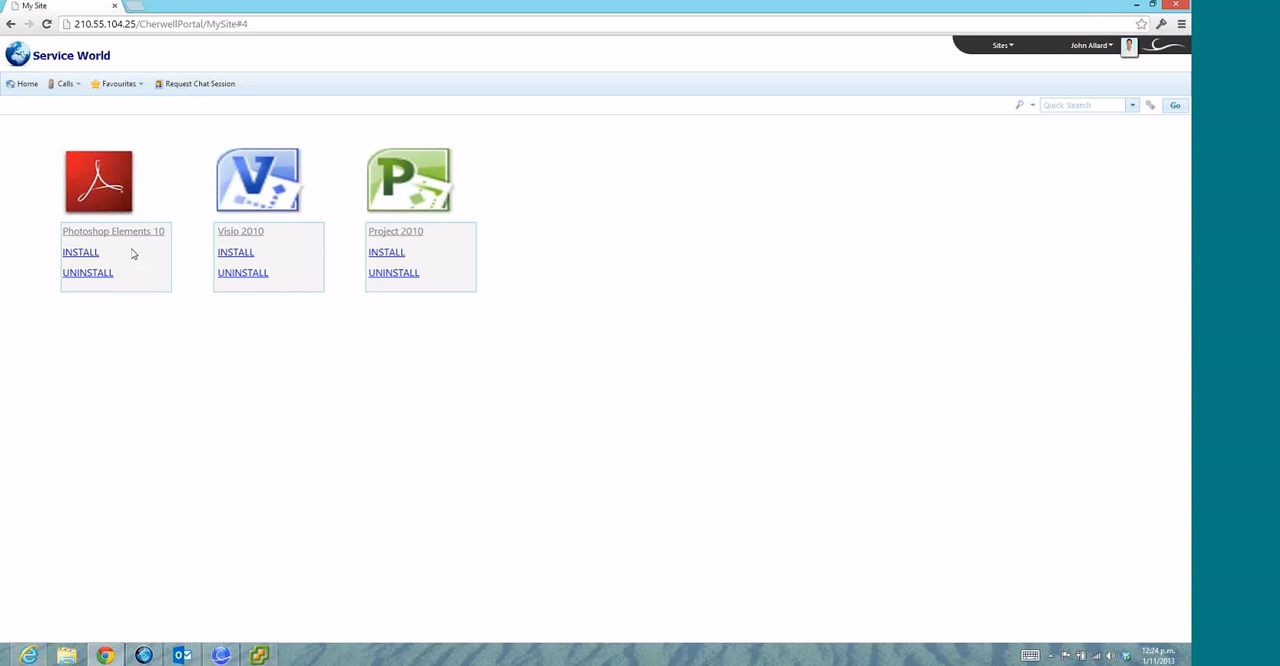 My Site
210.55.104.25/CherwellPortal/MySite#4
Service World
Sites
John Allard
Home
Calls
Favourites
Request Chat Session
Quick Search
Go
V
P
Photoshop Elements 10
Visio 2010
Project 2010
INSTALL
INSTALL
INSTALL
UNINSTALL
UNINSTALL
UNINSTALL
12:24 p.m.
1/11/2013